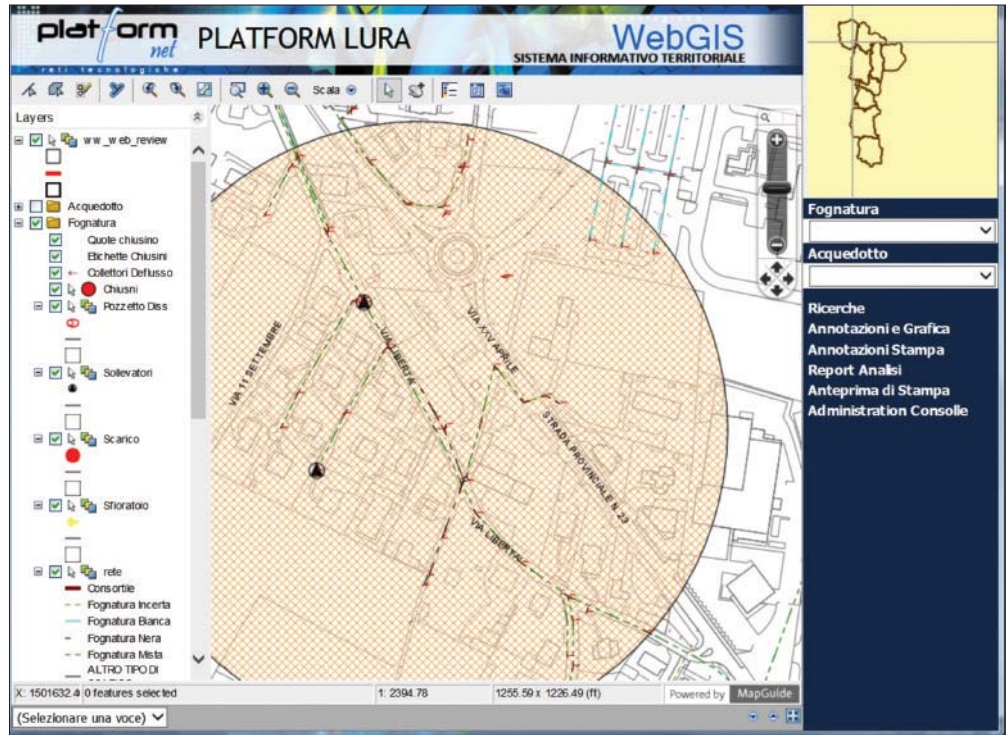 platform
net
reti tecnologiche
PLATFORM LURA
WebGIS
SISTEMA INFORMATIVO TERRITORIALE
Scala
Layers
ww_web_review
Acquedotto
Fognatura
Quote chiusino
Etichette Chiusini
Collettori Deflusso
Chiusni
Pozzetto Diss
Sollevatori
Scarico
Sfioratoio
rete
Consortile
Fognatura Incerta
Fognatura Bianca
Fognatura Nera
Fognatura Mista
ALTRO TIPO DI
VIA 11 SETTEMBRE
VIA LIBERTA'
VIA XXV APRILE
STRADA PROVINCIALE N. 23
VIA LIBERTA'
X: 1501632.4 0 features selected
1: 2394.78
1255.59 x 1226.49 (ft)
Powered by MapGuide
(Selezionare una voce)
Fognatura
Acquedotto
Ricerche
Annotazioni e Grafica
Annotazioni Stampa
Report Analisi
Anteprima di Stampa
Administration Consolle